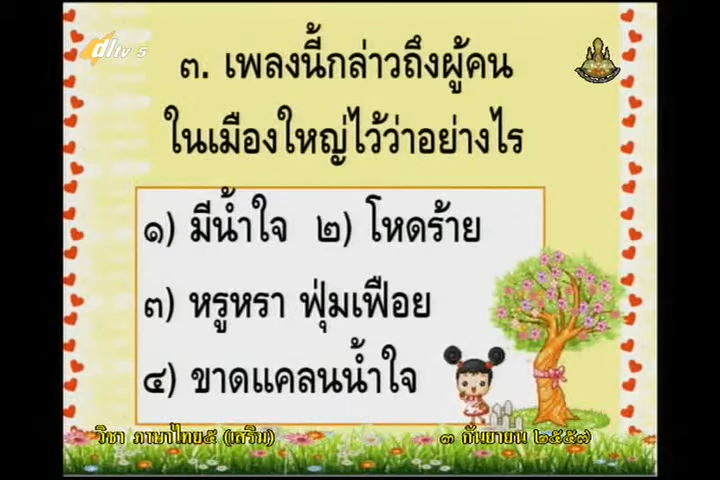 dltv 5
๓. เพลงนี้กล่าวถึงผู้คน
ในเมืองใหญ่ไว้ว่าอย่างไร
๑) มีน้ำใจ ๒) โหดร้าย
๓) หรูหรา ฟุ่มเฟือย
๔) ขาดแคลนน้ำใจ
วิชา ภาษาไทย๕ (เสริม) ๓ กันยายน ๒๕๕๗